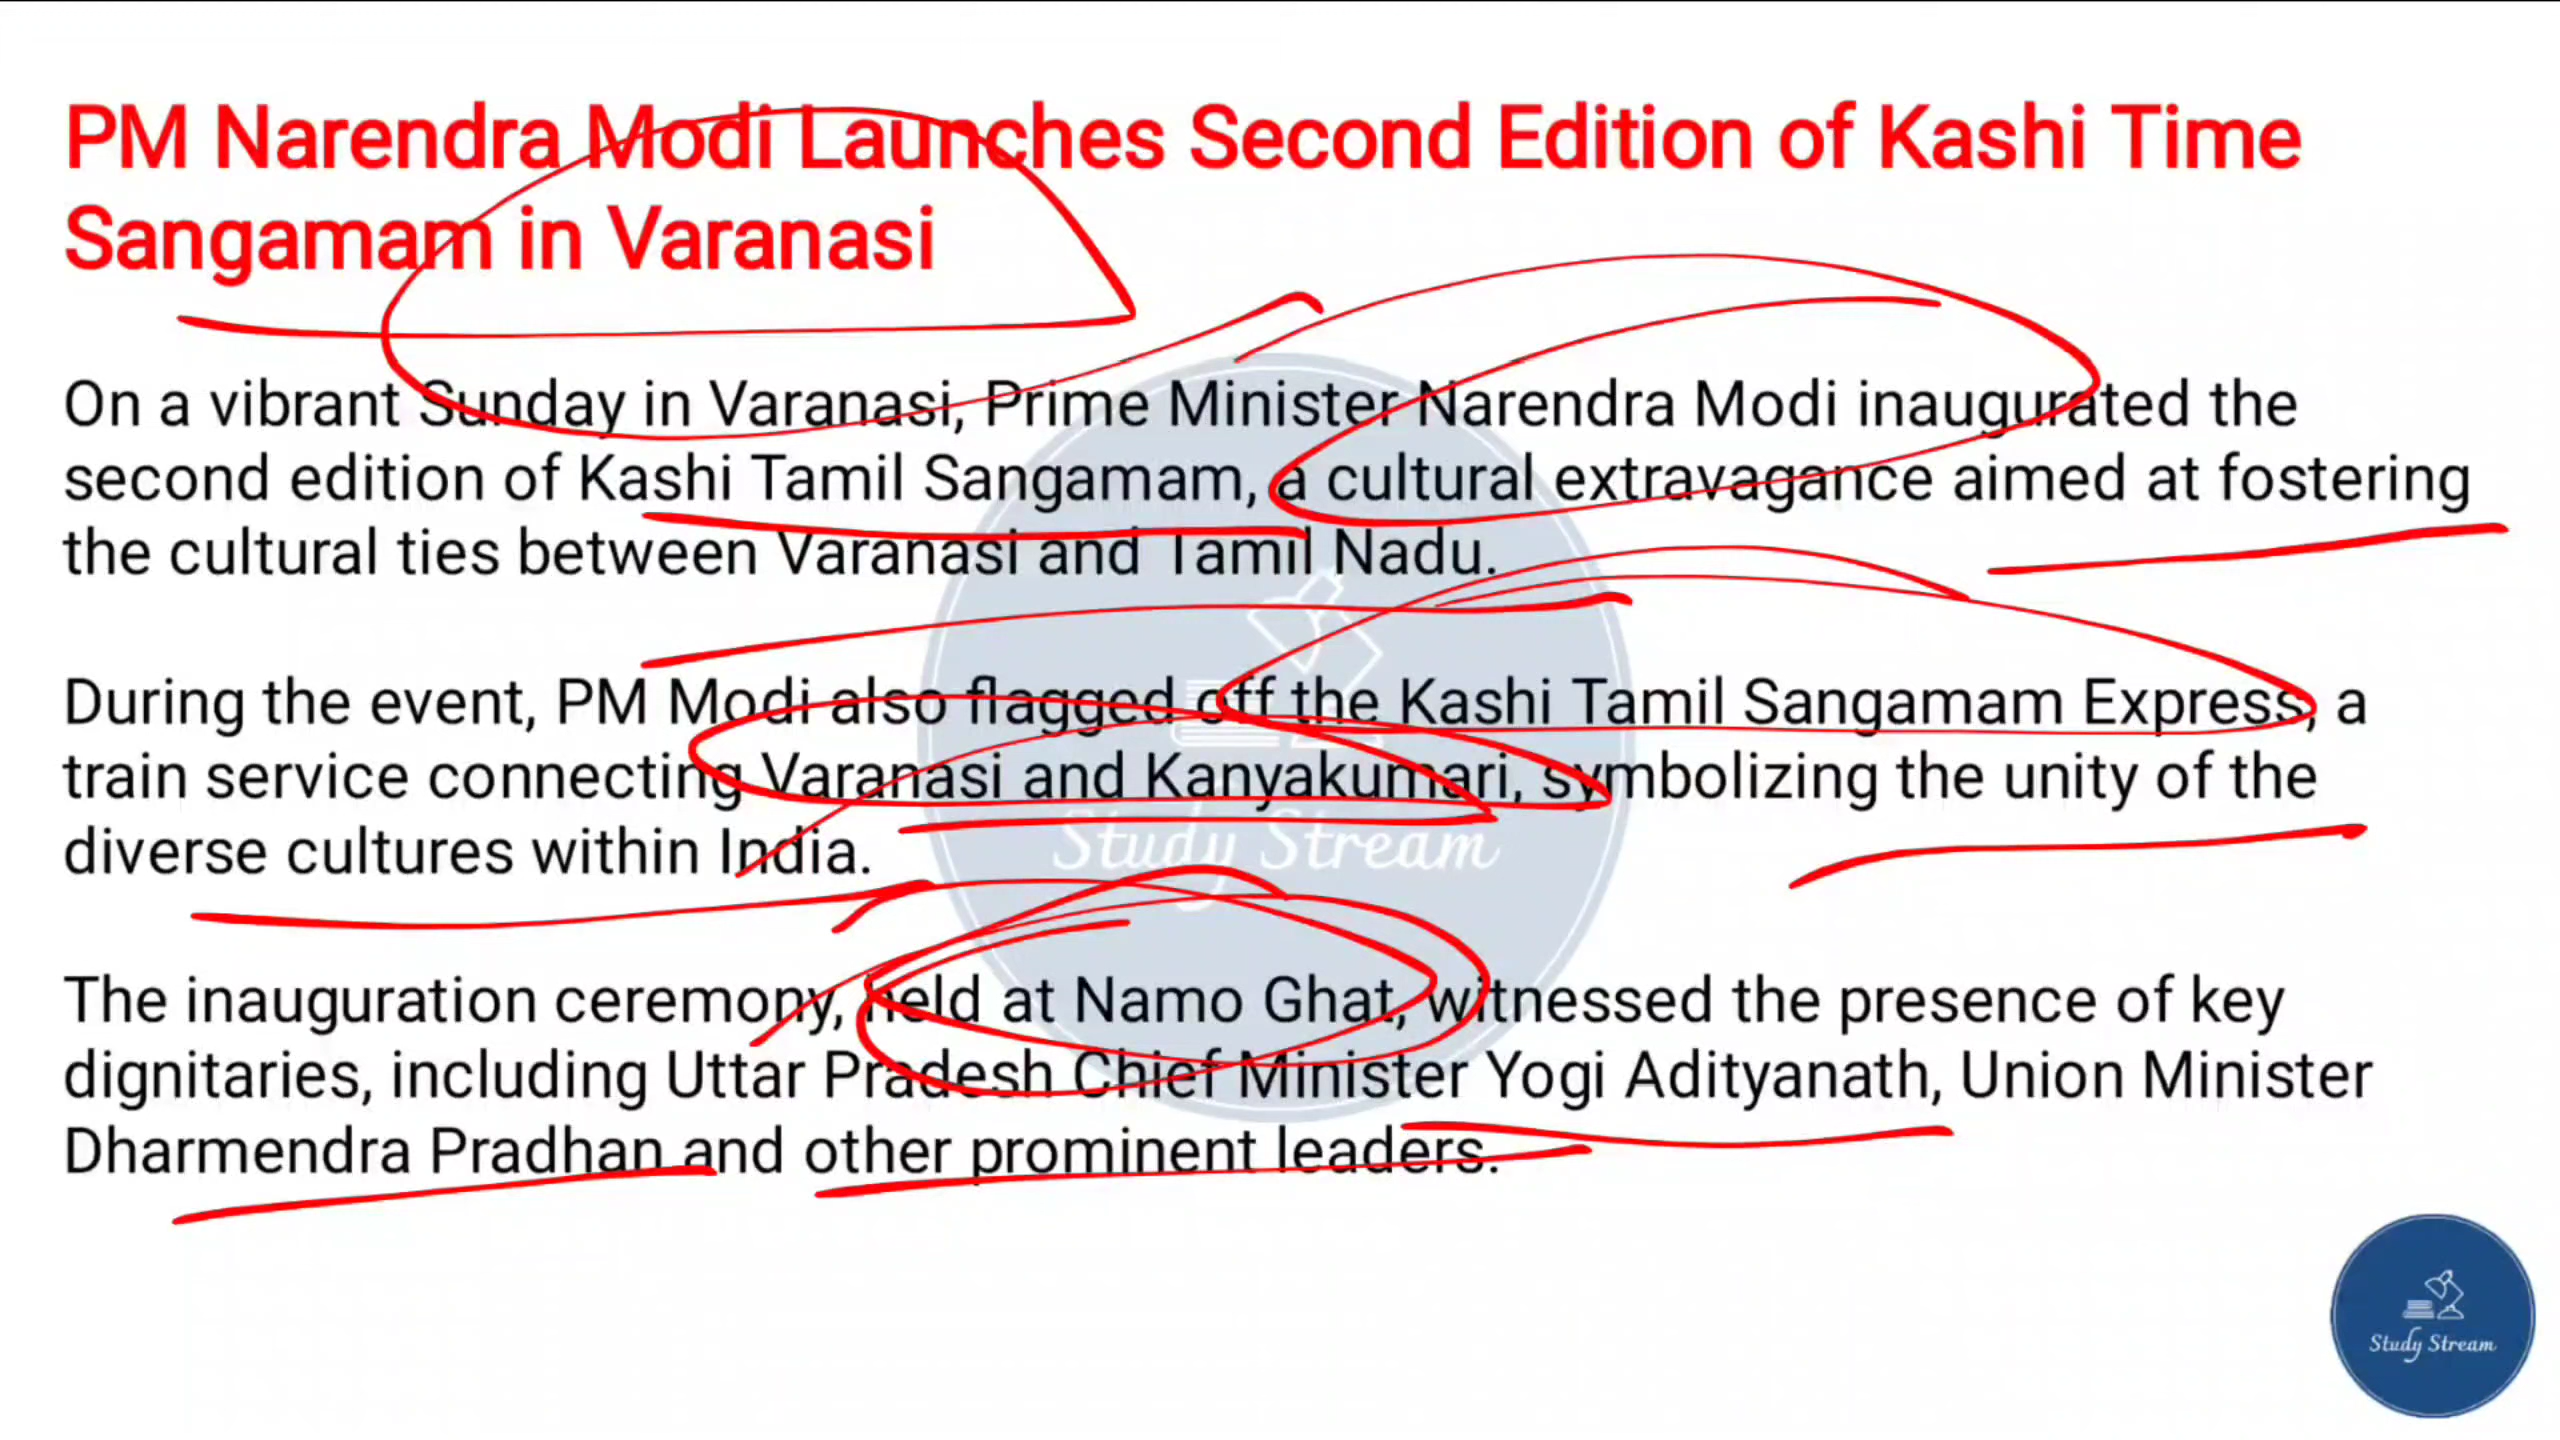 PM Narendra Modi Launches Second Edition of Kashi Time
Sangamam in Varanasi
On a vibrant Sunday in Varanasi, Prime Minister Narendra Modi inaugurated the
second edition of Kashi Tamil Sangamam, a cultural extravagance aimed at fostering
the cultural ties between Varanasi and Tamil Nadu.
During the event, PM Modi also flagged off the Kashi Tamil Sangamam Express, a
train service connecting Varanasi and Kanyakumari, symbolizing the unity of the
diverse cultures within India.
Study Stream
The inauguration ceremony, held at Namo Ghat, witnessed the presence of key
dignitaries, including Uttar Pradesh Chief Minister Yogi Adityanath, Union Minister
Dharmendra Pradhan and other prominent leaders.
Study Stream